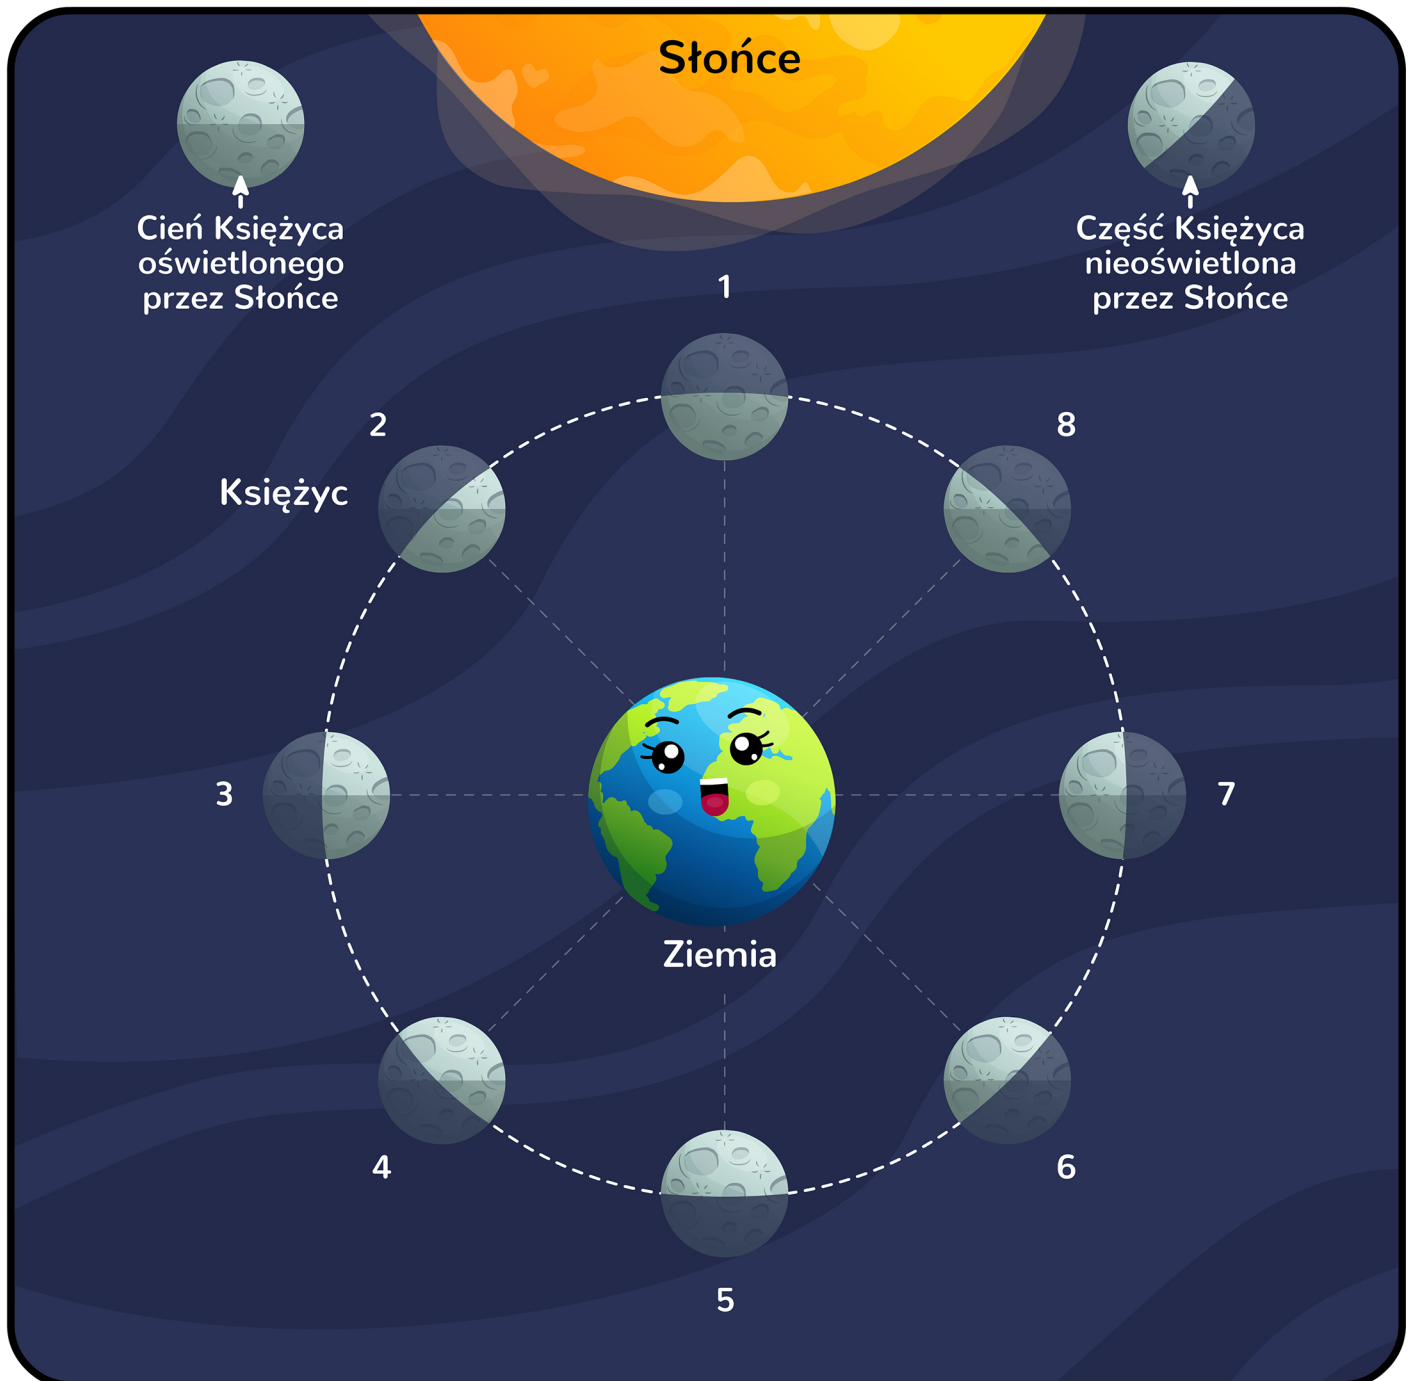 Słońce
Cień Księżyca
oświetlonego
przez Słońce
Część Księżyca
nieoświetlona
przez Słońce
1
2
8
Księżyc
3
7
Ziemia
4
6
5